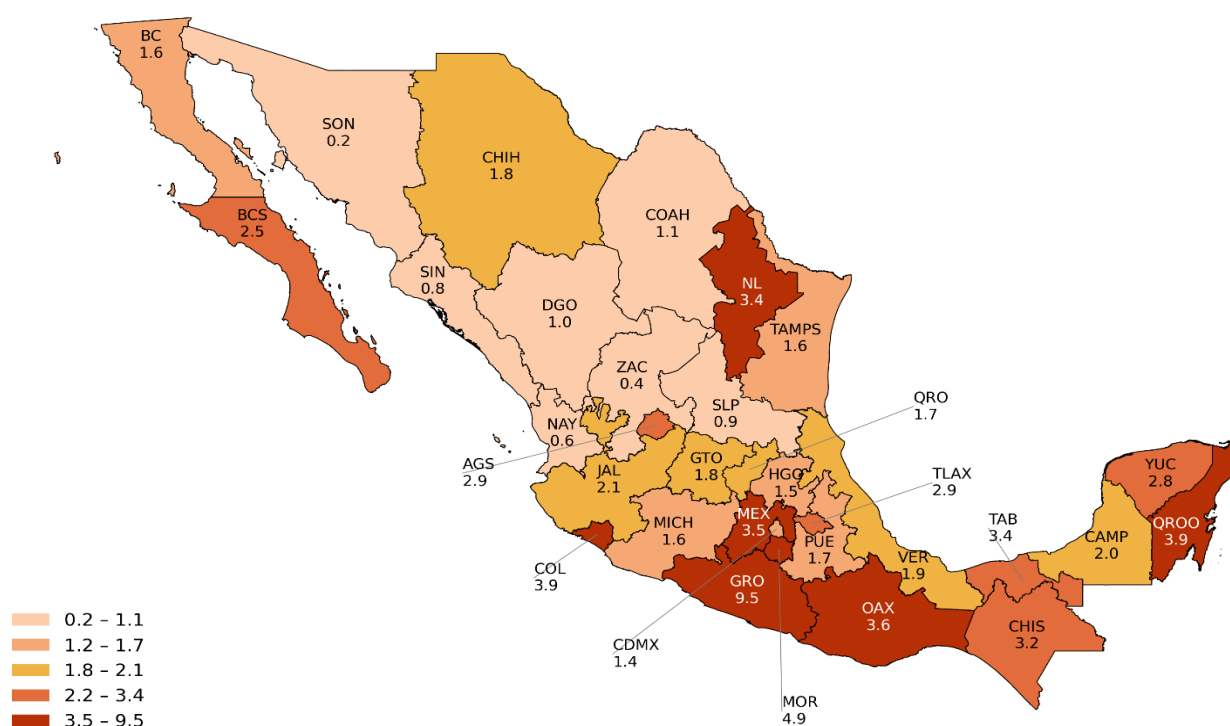 BC
1.6
SON
0.2
CHIH
1.8
COAH
1.1
BCS
2.5
SIN
0.8
NL
3.4
DGO
1.0
TAMPS
1.6
ZAC
0.4
SLP
0.9
QRO
1.7
NAY
0.6
AGS
2.9
JAL
2.1
GTO
1.8
HGO
1.5
TLAX
2.9
YUC
2.8
MICH
1.6
MEX
3.5
PUE
1.7
TAB
3.4
CAMP
2.0
QROO
3.9
COL
3.9
GRO
9.5
VER
1.9
OAX
3.6
CHIS
3.2
CDMX
1.4
MOR
4.9
0.2 – 1.1
1.2 – 1.7
1.8 – 2.1
2.2 – 3.4
3.5 – 9.5